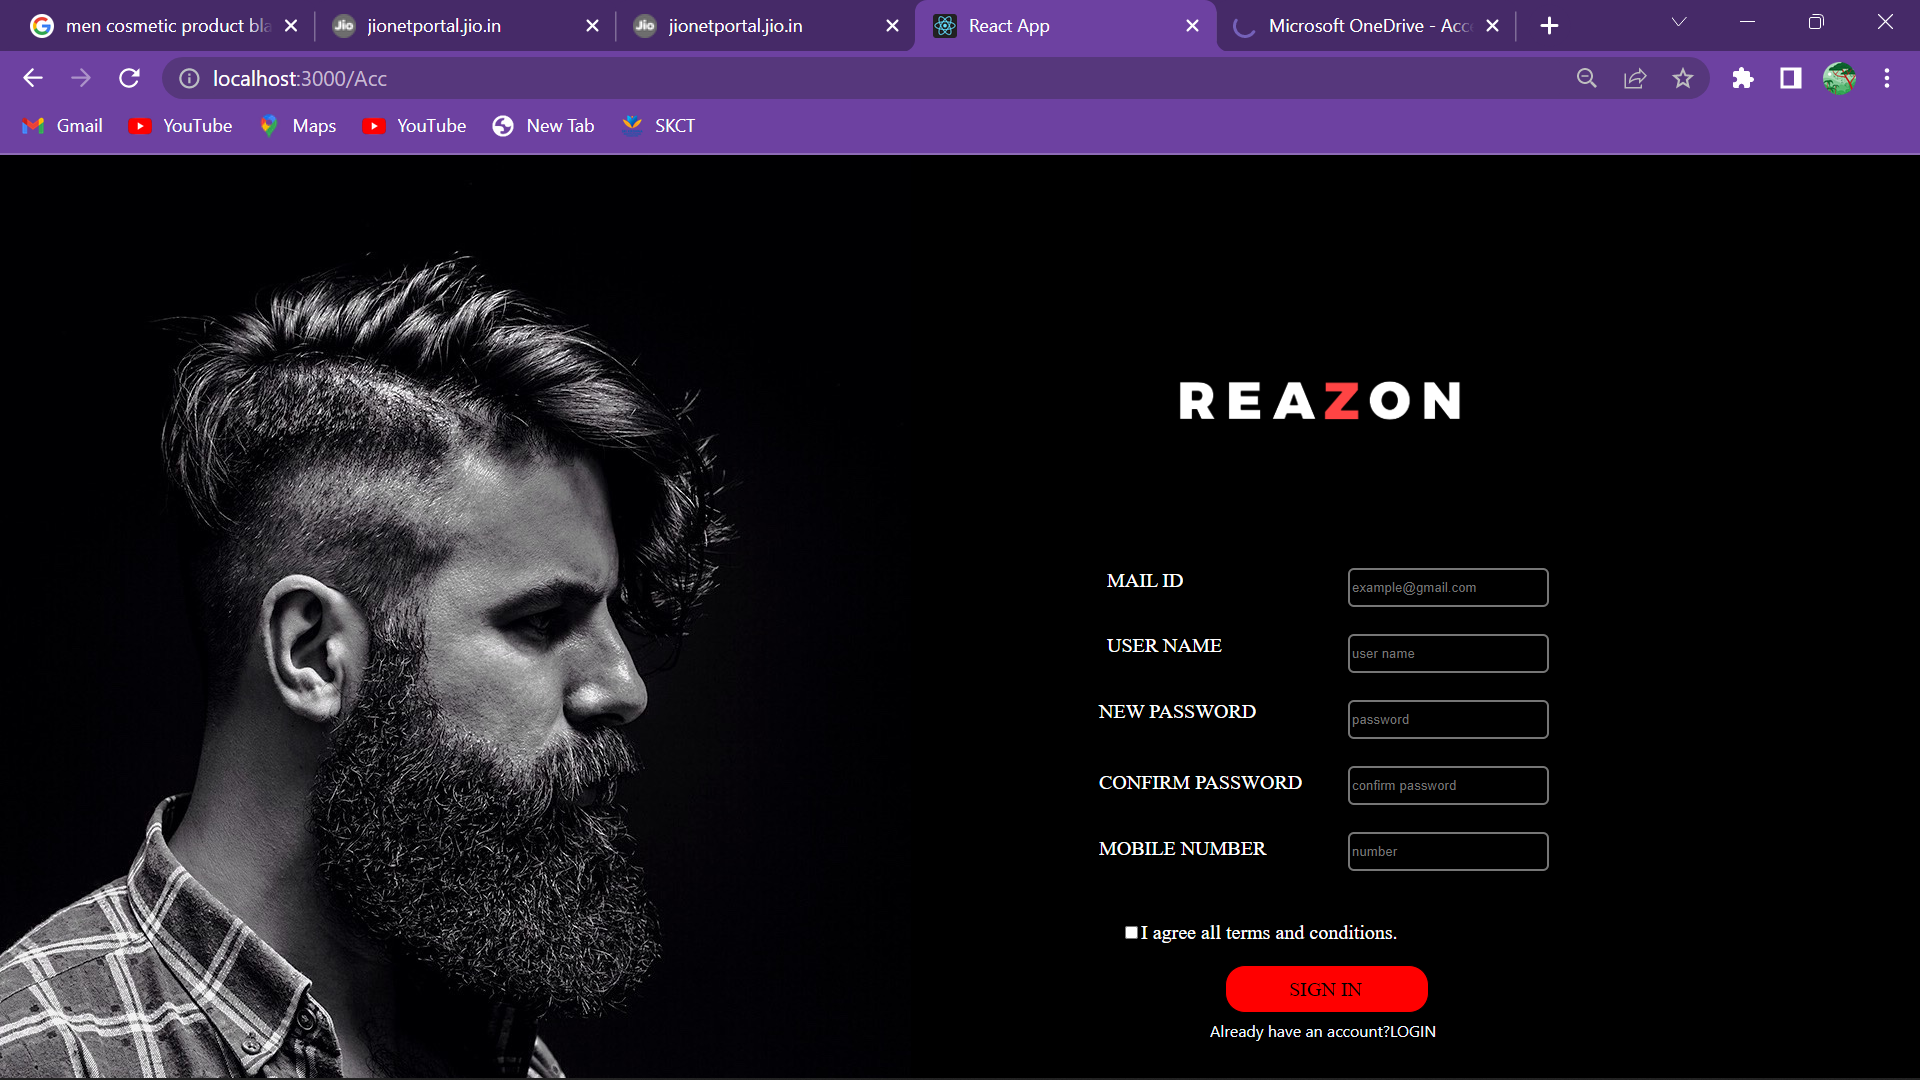 men cosmetic product bla
jionetportal.jio.in
jionetportal.jio.in
React App
Microsoft OneDrive - Acce
localhost:3000/Acc
Gmail
YouTube
Maps
YouTube
New Tab
SKCT
REAZON
MAIL ID
example@gmail.com
USER NAME
user name
NEW PASSWORD
password
CONFIRM PASSWORD
confirm password
MOBILE NUMBER
number
I agree all terms and conditions.
SIGN IN
Already have an account?LOGIN